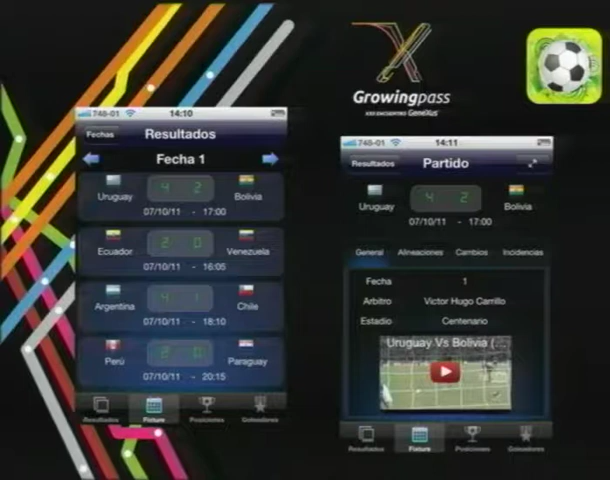 Growingpass
XXI ENCUENTRO GeneXus
748-01 14:10
Fechas Resultados
Fecha 1
Uruguay 4 2 Bolivia
07/10/11 - 17:00
Ecuador 2 0 Venezuela
07/10/11 - 16:05
Argentina 4 1 Chile
07/10/11 - 18:10
Perú 2 0 Paraguay
07/10/11 - 20:15
Resultados Fixture Posiciones Goleadores
748-01 14:11
Resultados Partido
Uruguay 4 2 Bolivia
07/10/11 - 17:00
General Alineaciones Cambios Incidencias
Fecha 1
Arbitro Victor Hugo Carrillo
Estadio Centenario
Uruguay Vs Bolivia (
Resultados Fixture Posiciones Goleadores